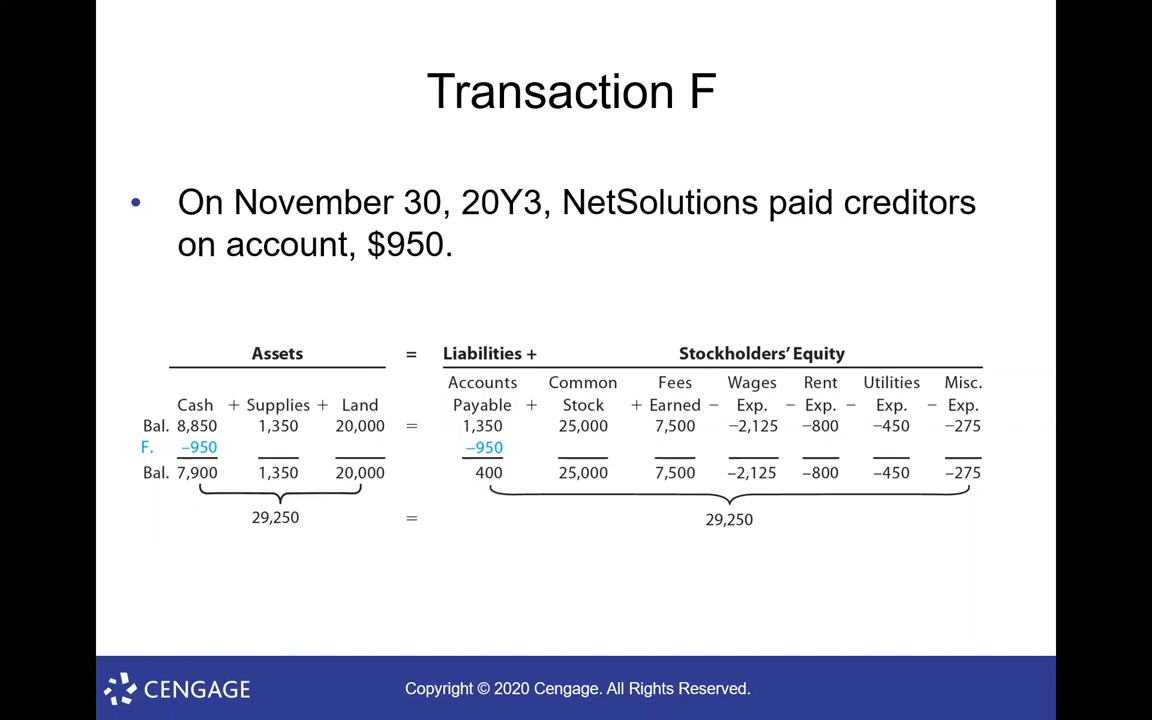 Transaction F
• On November 30, 20Y3, NetSolutions paid creditors
on account, $950.
Assets = Liabilities + Stockholders’ Equity
Accounts Common Fees Wages Rent Utilities Misc.
Cash + Supplies + Land Payable + Stock + Earned − Exp. − Exp. − Exp. − Exp.
Bal. 8,850 1,350 20,000 = 1,350 25,000 7,500 −2,125 −800 −450 −275
F. −950 −950
Bal. 7,900 1,350 20,000 400 25,000 7,500 −2,125 −800 −450 −275
29,250 = 29,250
CENGAGE Copyright © 2020 Cengage. All Rights Reserved.